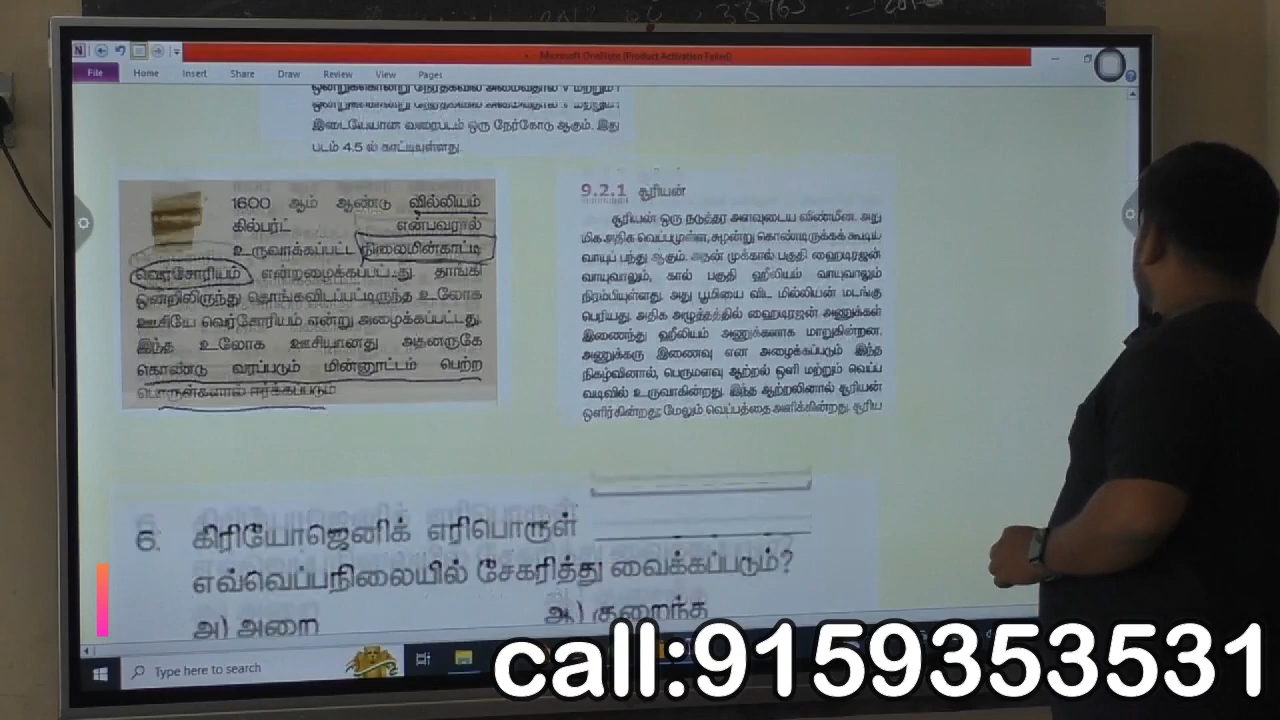 Microsoft OneNote (Product Activation Failed)
File Home Insert Share Draw Review View Pages
இடையேயான வரைபடம் ஒரு நேர்கோடு ஆகும். இது
படம் 4.5 ல் காட்டியுள்ளது.
1600 ஆம் ஆண்டு வில்லியம்
கில்பர்ட் என்பவரால்
உருவாக்கப்பட்ட நிலைமின்காட்டி
வெர்சோரியம் என்றழைக்கப்பட்டது. தாங்கி
ஒன்றிலிருந்து தொங்கவிடப்பட்டிருந்த உலோக
ஊசியே வெர்சோரியம் என்று அழைக்கப்பட்டது.
இந்த உலோக ஊசியானது அதனருகே
கொண்டு வரப்படும் மின்னூட்டம் பெற்ற
பொருள்களால் ஈர்க்கப்படும்
9.2.1 சூரியன்
சூரியன் ஒரு நடுத்தர அளவுடைய விண்மீன். அது
மிக அதிக வெப்பமுள்ள, சுழன்று கொண்டிருக்கக் கூடிய
வாயுப் பந்து ஆகும். அதன் முக்கால் பகுதி ஹைடிரஜன்
வாயுவாலும், கால் பகுதி ஹீலியம் வாயுவாலும்
நிரம்பியுள்ளது. அது பூமியை விட மில்லியன் மடங்கு
பெரியது. அதிக அழுத்தத்தில் ஹைடிரஜன் அணுக்கள்
இணைந்து ஹீலியம் அணுக்களாக மாறுகின்றன.
அணுக்கரு இணைவு என அழைக்கப்படும் இந்த
நிகழ்வினால், பெருமளவு ஆற்றல் ஒளி மற்றும் வெப்ப
வடிவில் உருவாகின்றது. இந்த ஆற்றலினால் சூரியன்
ஒளிர்கின்றது; மேலும் வெப்பத்தை அளிக்கின்றது. சூரிய
6. கிரியோஜெனிக் எரிபொருள்
எவ்வெப்பநிலையில் சேகரித்து வைக்கப்படும்?
அ) அறை ஆ) குறைந்த
Type here to search
call:9159353531